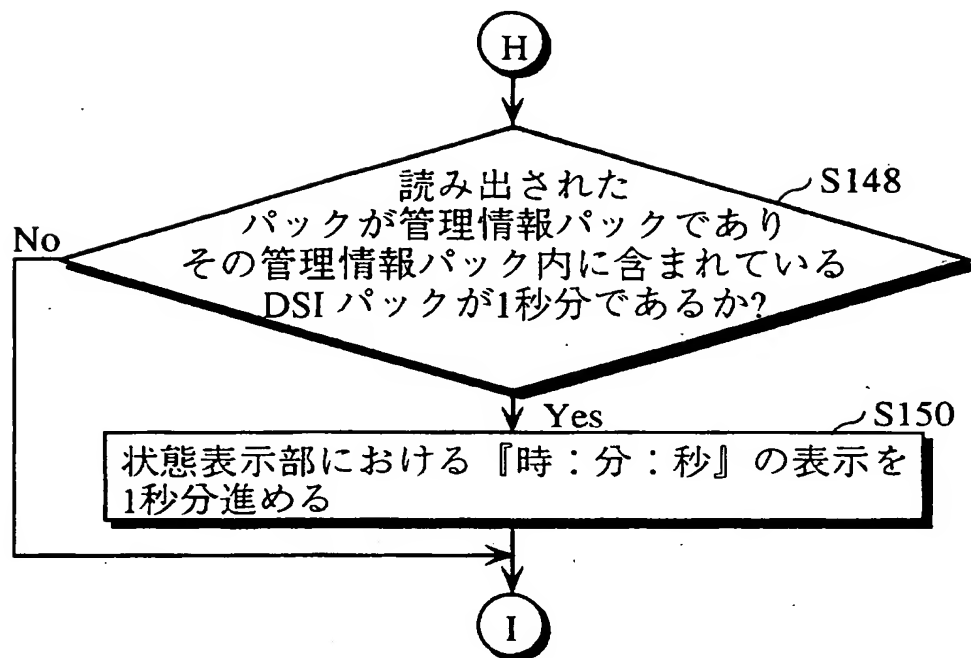 H
読み出された
S148
パックが管理情報パックであり
No
その管理情報パック内に含まれている
DSIパックが1秒分であるか?
Yes
S150
状態表示部における『時:分:秒』の表示を
1秒分進める
I